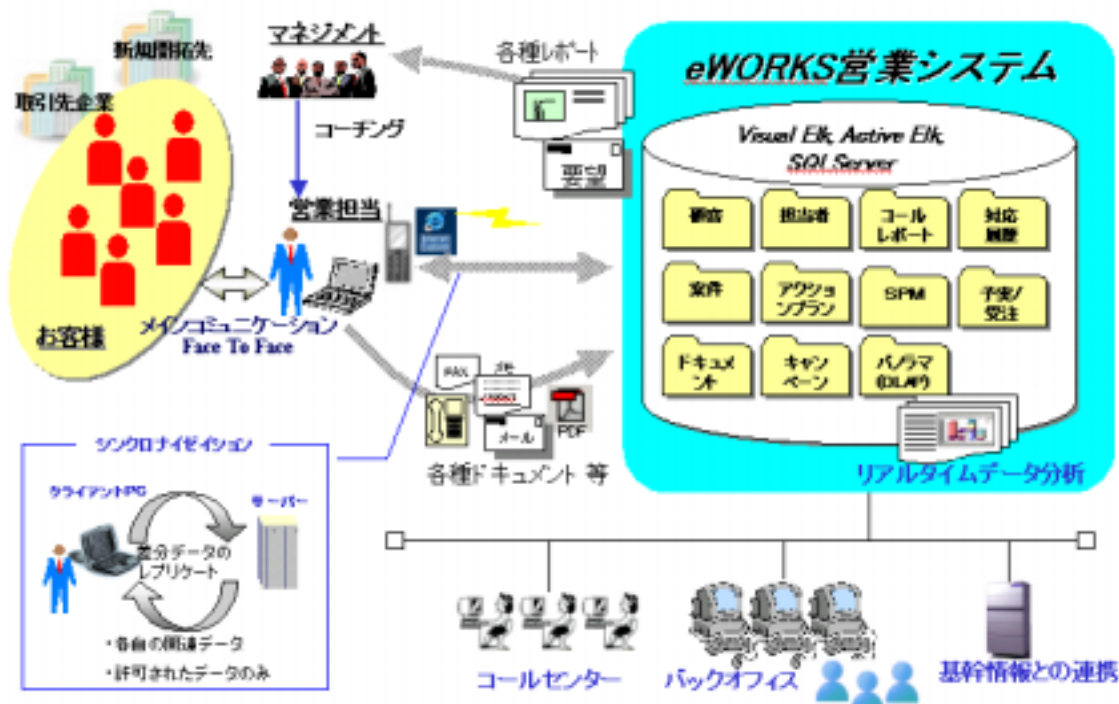 新規開拓先
取引先企業
お客様
マネジメント
コーチング
営業担当
メインコミュニケーション
Face To Face
各種レポート
要望
eWORKS営業システム
Visual Elk, Active Elk,
SQl Server
顧客
担当者
コール
レポート
対応
履歴
案件
アクショ
ンプラン
SPM
予実/
受注
ドキュメ
ント
キャン
ペーン
パノラマ
(OLAP)
リアルタイムデータ分析
FAX
メモ
メール
PDF
各種ドキュメント 等
シンクロナイゼイション
クライアントPC
サーバー
差分データの
レプリケート
・各自の関連データ
・許可されたデータのみ
コールセンター
バックオフィス
基幹情報との連携